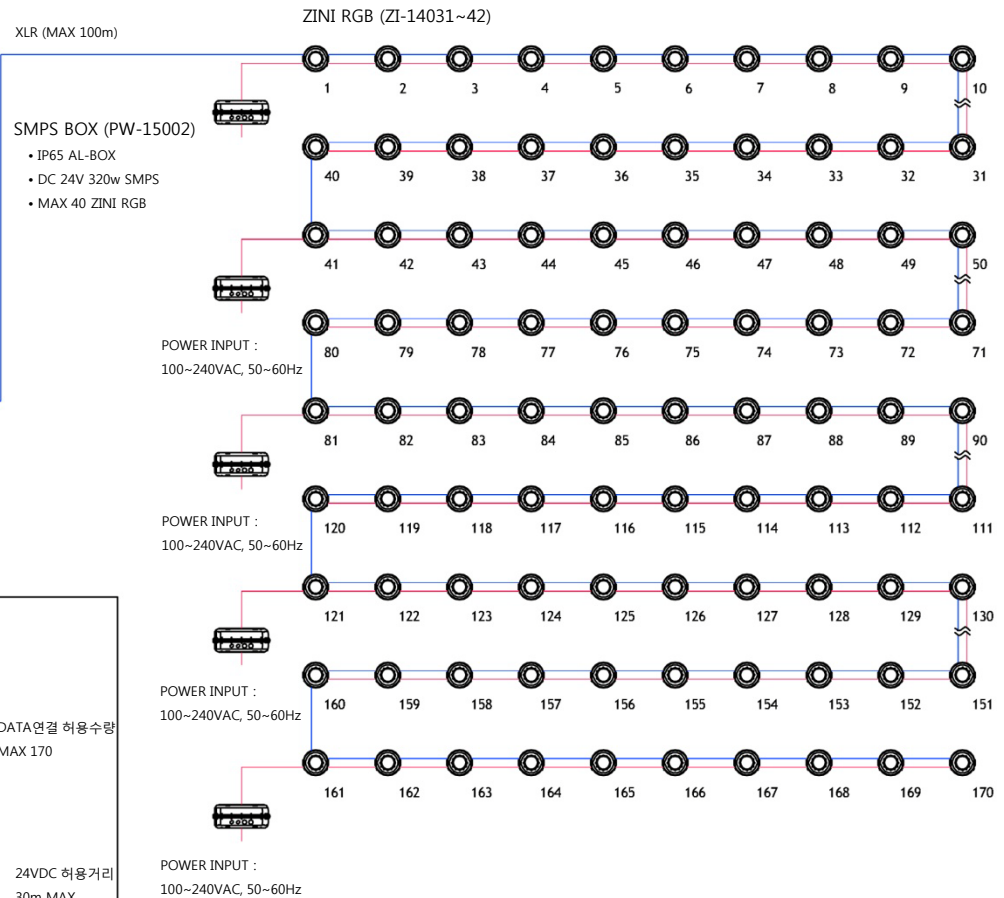 ZINI RGB (ZI-14031~42)
XLR (MAX 100m)
1 2 3 4 5 6 7 8 9 10
SMPS BOX (PW-15002)
• IP65 AL-BOX
• DC 24V 320w SMPS
• MAX 40 ZINI RGB
40 39 38 37 36 35 34 33 32 31
41 42 43 44 45 46 47 48 49 50
POWER INPUT :
100~240VAC, 50~60Hz
80 79 78 77 76 75 74 73 72 71
81 82 83 84 85 86 87 88 89 90
POWER INPUT :
100~240VAC, 50~60Hz
120 119 118 117 116 115 114 113 112 111
121 122 123 124 125 126 127 128 129 130
POWER INPUT :
100~240VAC, 50~60Hz
160 159 158 157 156 155 154 153 152 151
DATA연결 허용수량
MAX 170
161 162 163 164 165 166 167 168 169 170
POWER INPUT :
100~240VAC, 50~60Hz
24VDC 허용거리
30m MAX